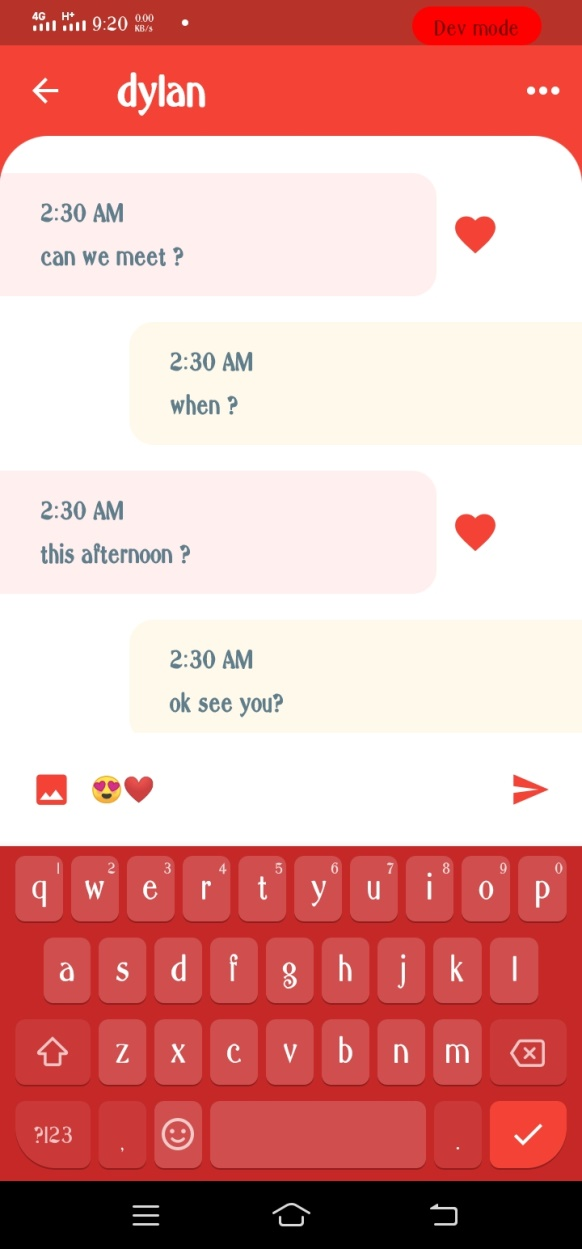 4G H+ 9:20 0.00 KB/s
Dev mode
dylan
2:30 AM
can we meet ?
2:30 AM
when ?
2:30 AM
this afternoon ?
2:30 AM
ok see you?
😍❤️
1 2 3 4 5 6 7 8 9 0
q w e r t y u i o p
a s d f g h j k l
z x c v b n m
?123 , .